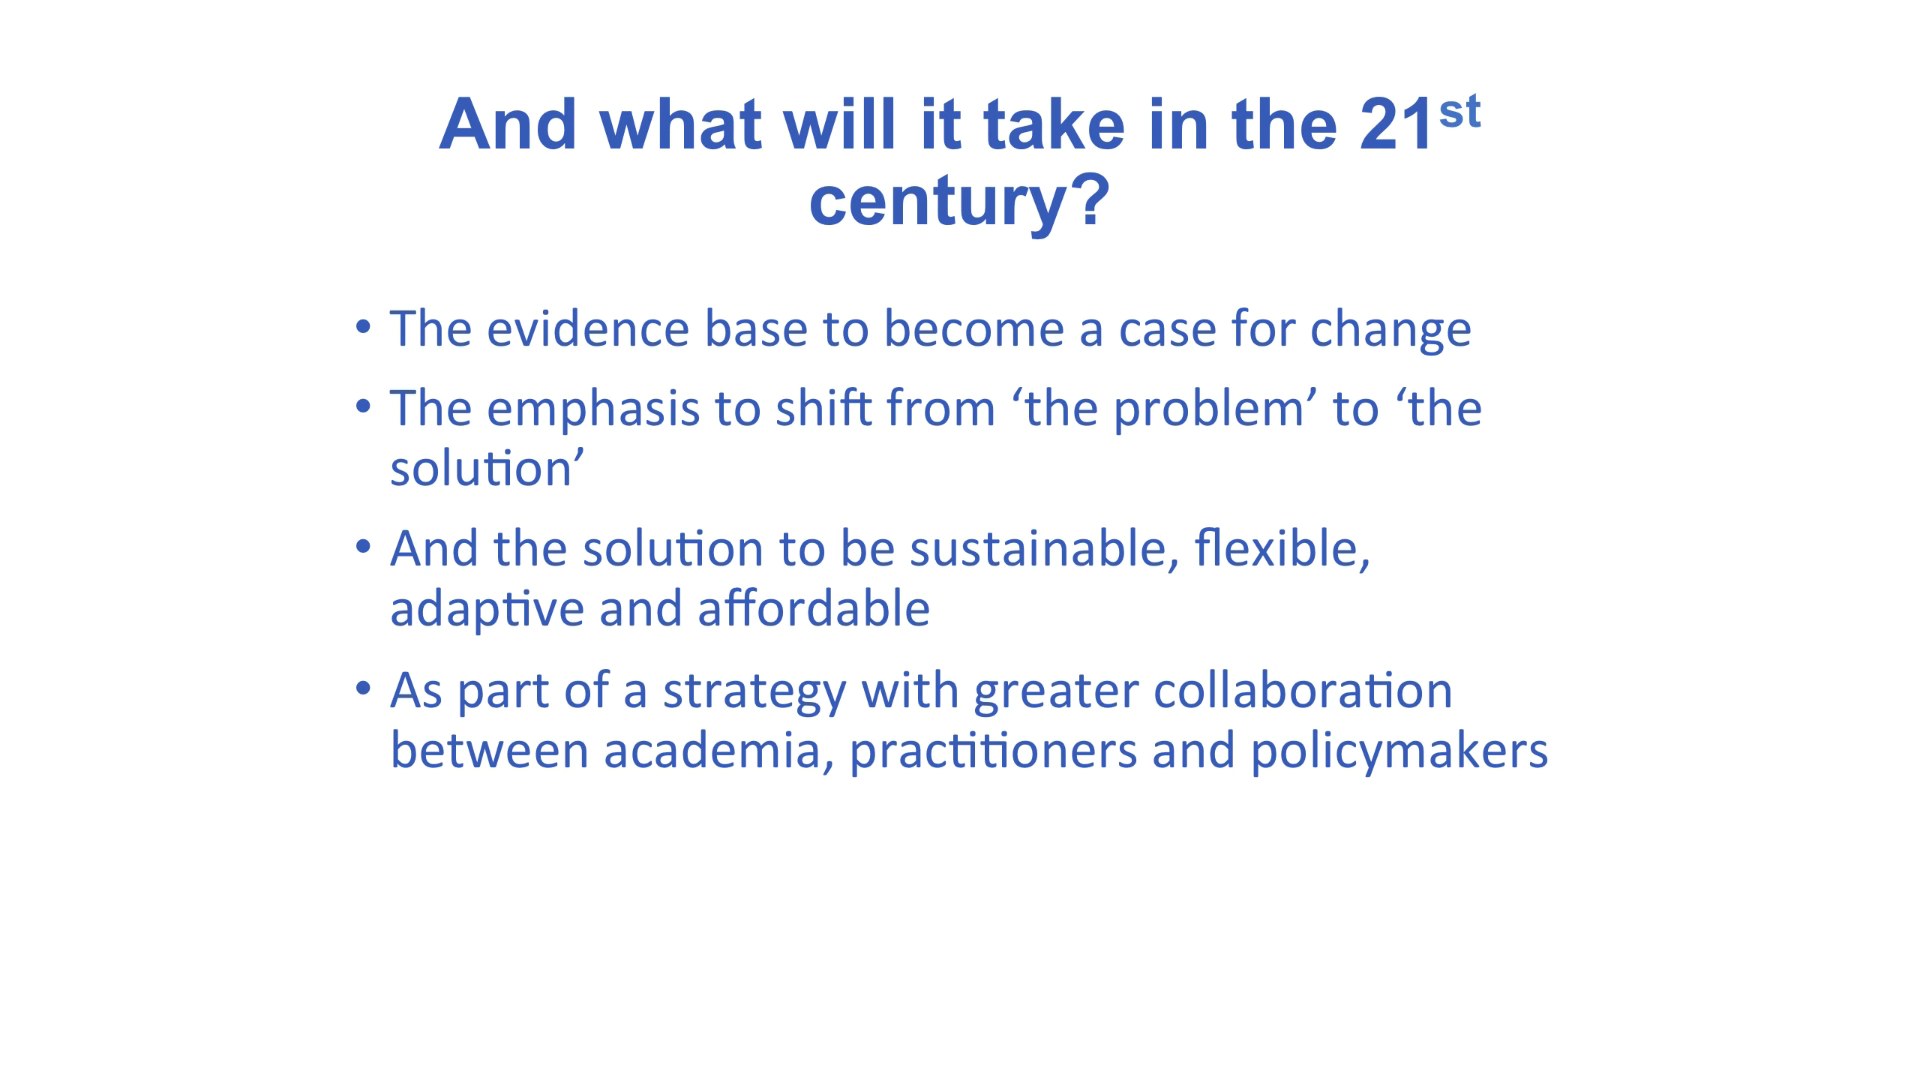 And what will it take in the 21st
century?
• The evidence base to become a case for change
• The emphasis to shift from ‘the problem’ to ‘the
solution’
• And the solution to be sustainable, flexible,
adaptive and affordable
• As part of a strategy with greater collaboration
between academia, practitioners and policymakers